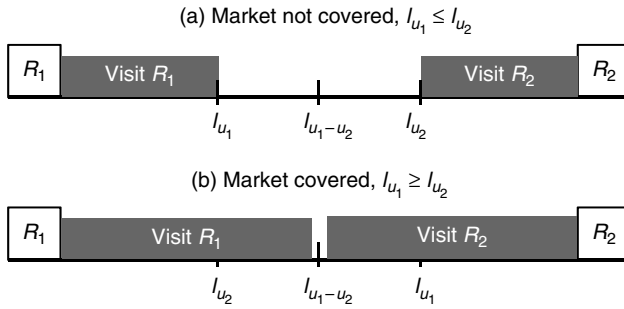 (a) Market not covered, l_{u_1} ≤ l_{u_2}
R_1 Visit R_1 Visit R_2 R_2
l_{u_1} l_{u_1–u_2} l_{u_2}
(b) Market covered, l_{u_1} ≥ l_{u_2}
R_1 Visit R_1 Visit R_2 R_2
l_{u_2} l_{u_1–u_2} l_{u_1}